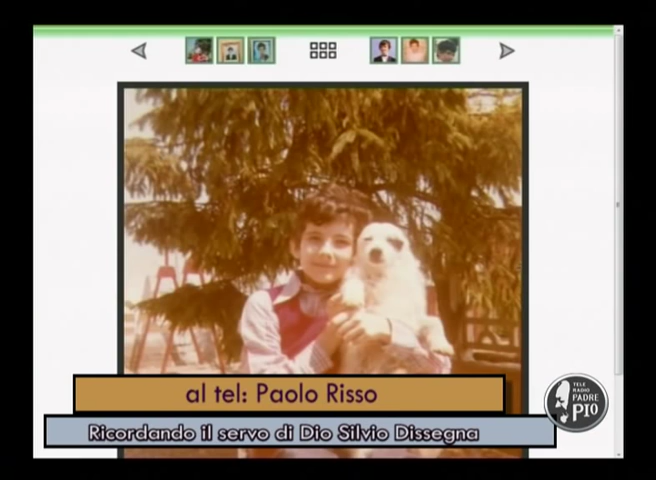 al tel: Paolo Risso
Ricordando il servo di Dio Silvio Dissegna
TELE
RADIO
PADRE
PIO